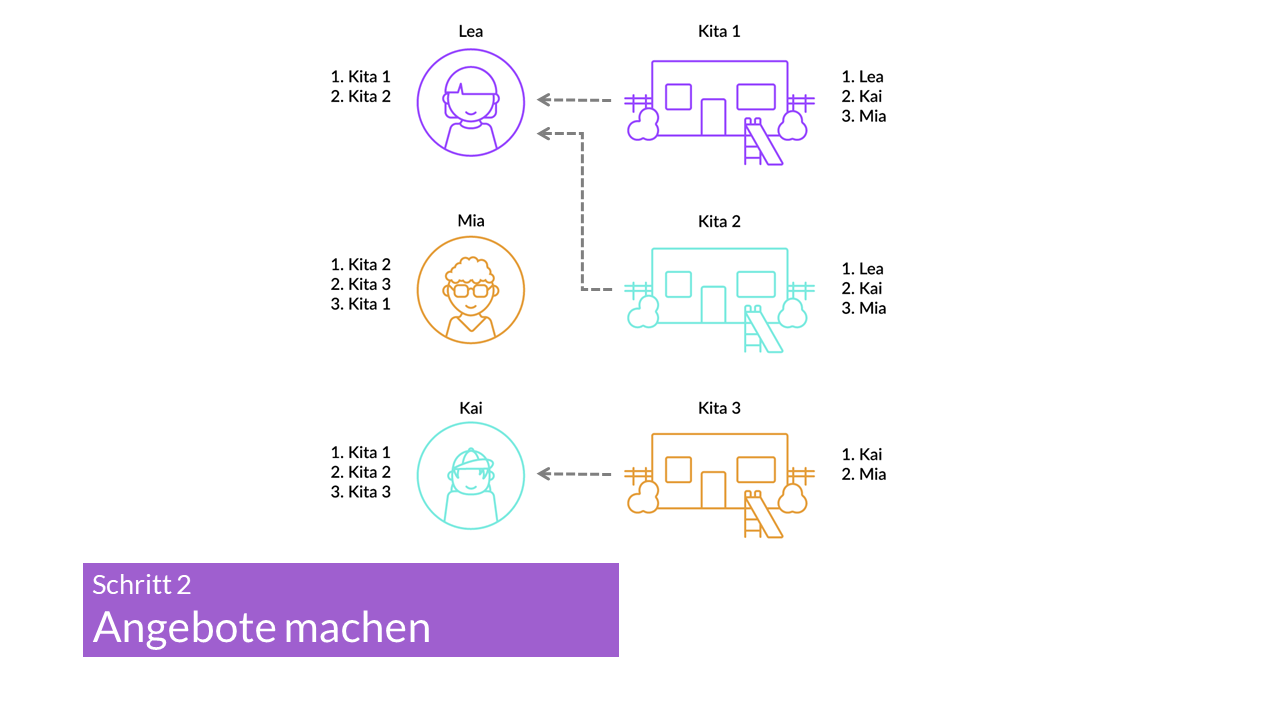 Lea
Kita 1
1. Kita 1
2. Kita 2
1. Lea
2. Kai
3. Mia
Mia
Kita 2
1. Kita 2
2. Kita 3
3. Kita 1
1. Lea
2. Kai
3. Mia
Kai
Kita 3
1. Kita 1
2. Kita 2
3. Kita 3
1. Kai
2. Mia
Schritt 2
Angebote machen